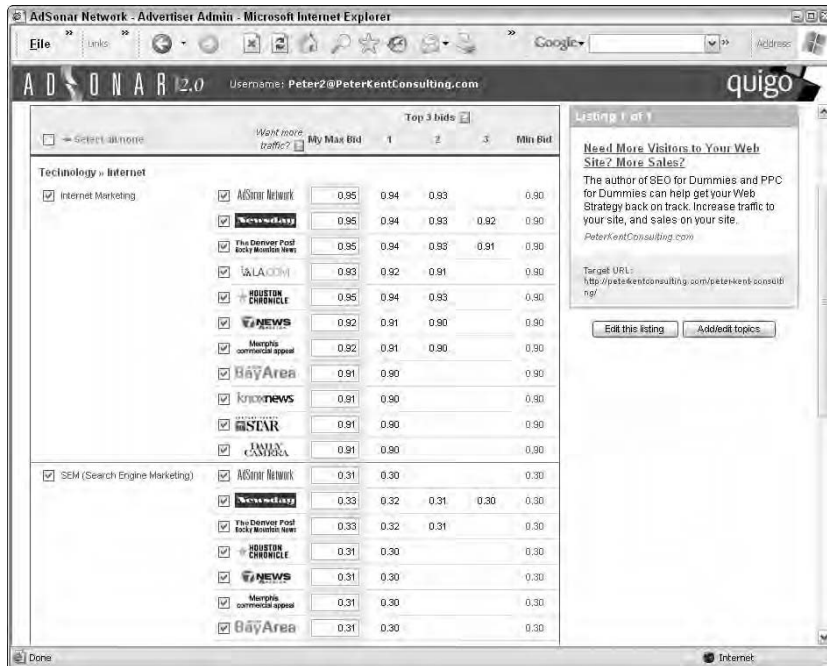 AdSonar Network - Advertiser Admin - Microsoft Internet Explorer
File » Links » » Google » Address
ADSONAR 2.0 Username: Peter2@PeterKentConsulting.com quigo
Top 3 bids
Select all/none Want more traffic? My Max Bid 1 2 3 Min Bid
Technology » Internet
Internet Marketing AdSonar Network 0.95 0.94 0.93 0.90
Newsday 0.95 0.94 0.93 0.92 0.90
The Denver Post Rocky Mountain News 0.95 0.94 0.93 0.91 0.90
0.93 0.92 0.91 0.90
HOUSTON CHRONICLE 0.95 0.94 0.93 0.90
7 NEWS 0.92 0.91 0.90 0.90
Memphis commercial appeal 0.92 0.91 0.90 0.90
BayArea 0.91 0.90 0.90
knoxnews 0.91 0.90 0.90
STAR 0.91 0.90 0.90
DAILY CAMERA 0.91 0.90 0.90
SEM (Search Engine Marketing) AdSonar Network 0.31 0.30 0.30
Newsday 0.33 0.32 0.31 0.30 0.30
The Denver Post Rocky Mountain News 0.33 0.32 0.31 0.30
HOUSTON CHRONICLE 0.31 0.30 0.30
7 NEWS 0.31 0.30 0.30
Memphis commercial appeal 0.31 0.30 0.30
BayArea 0.31 0.30 0.30
Listing 1 of 1
Need More Visitors to Your Web
Site? More Sales?
The author of SEO for Dummies and PPC
for Dummies can help get your Web
Strategy back on track. Increase traffic to
your site, and sales on your site.
PeterKentConsulting.com
Target URL:
http://peterkentconsulting.com/peter-kent-consulti
ng/
Edit this listing Add/edit topics
Done Internet